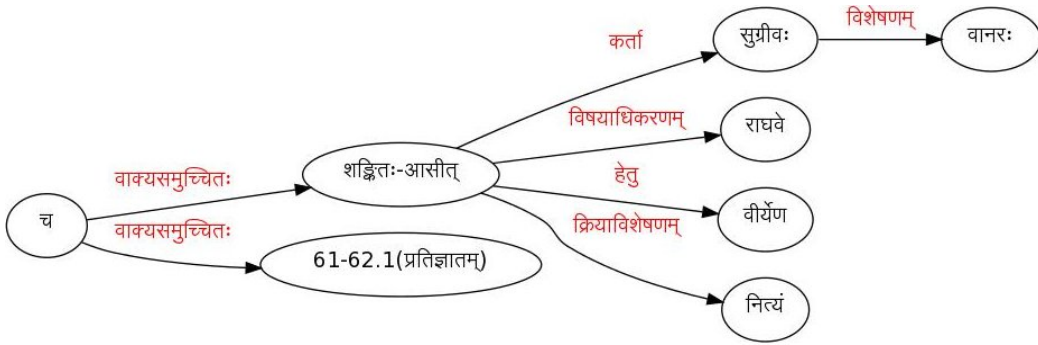 विशेषणम्
सुग्रीवः
वानरः
कर्ता
विषयाधिकरणम्
राघवे
वाक्यसमुच्चितः
शङ्कितः-आसीत्
हेतु
वीर्येण
च
वाक्यसमुच्चितः
क्रियाविशेषणम्
61-62.1(प्रतिज्ञातम्)
नित्यं